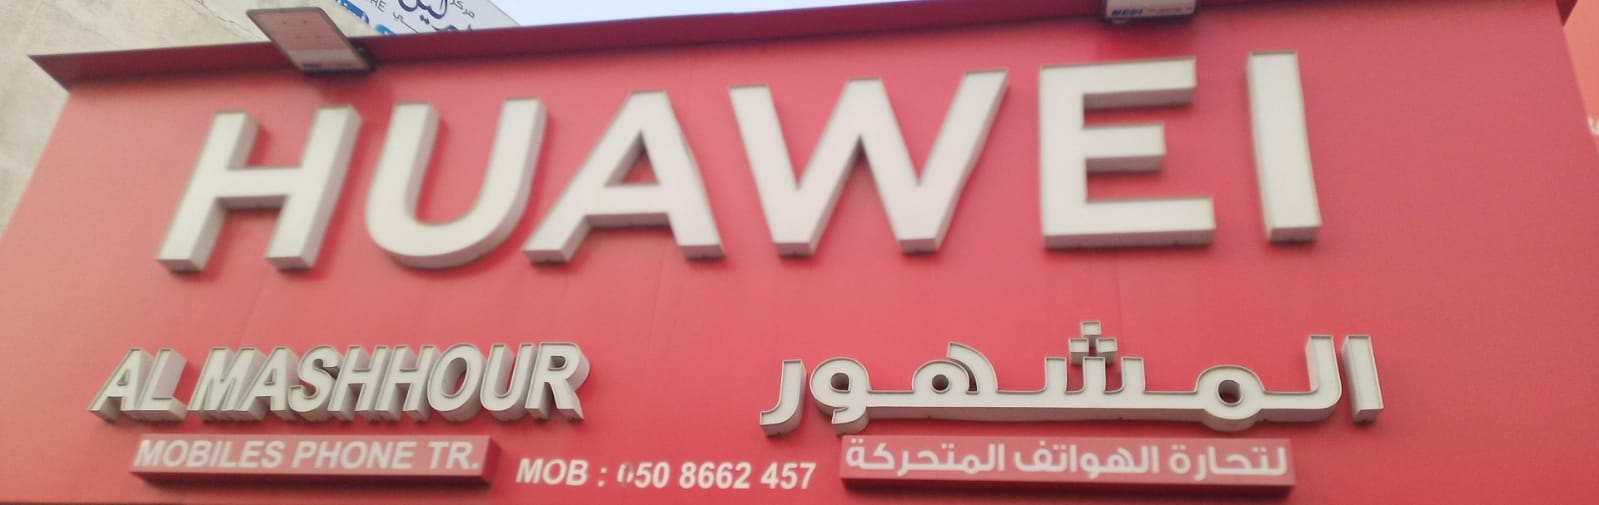 HUAWEI
AL MASHHOUR
المشهور
MOBILES PHONE TR.
MOB : 050 8662 457
لتجارة الهواتف المتحركة